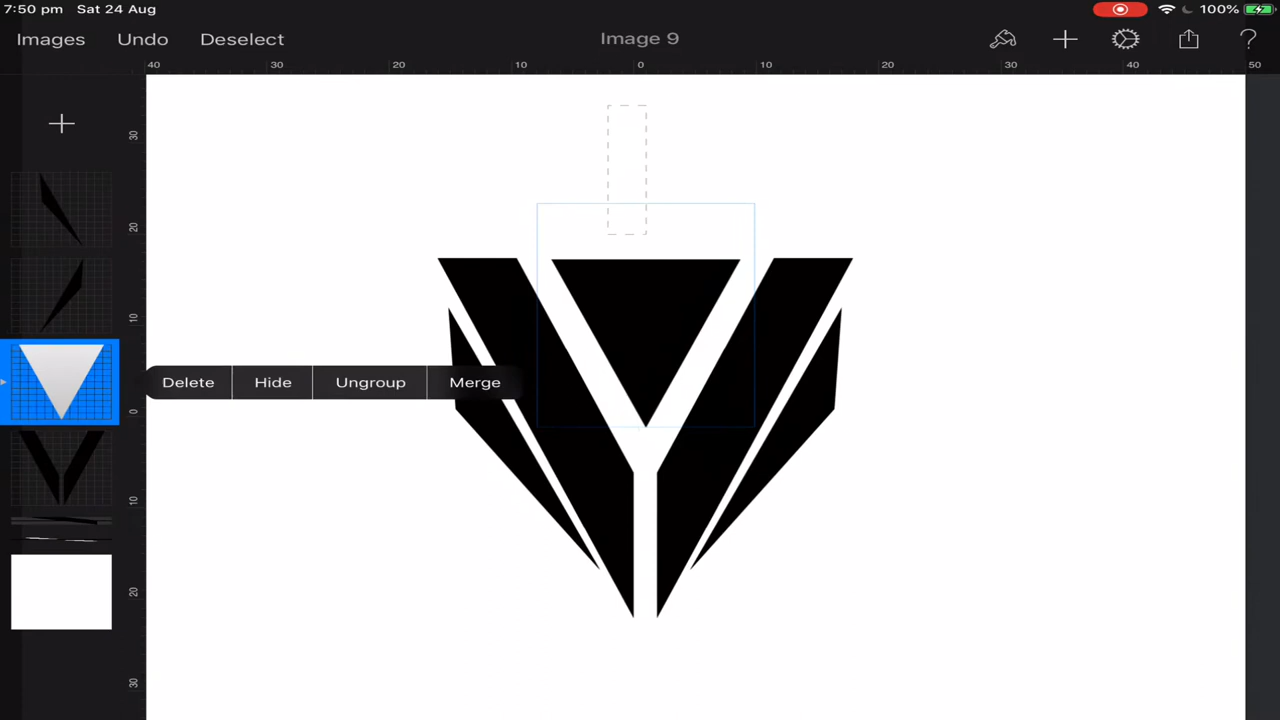 7:50 pm Sat 24 Aug 100%
Images Undo Deselect Image 9 ?
40 30 20 10 0 10 20 30 40 50
30
20
10
0
10
20
30
Delete Hide Ungroup Merge